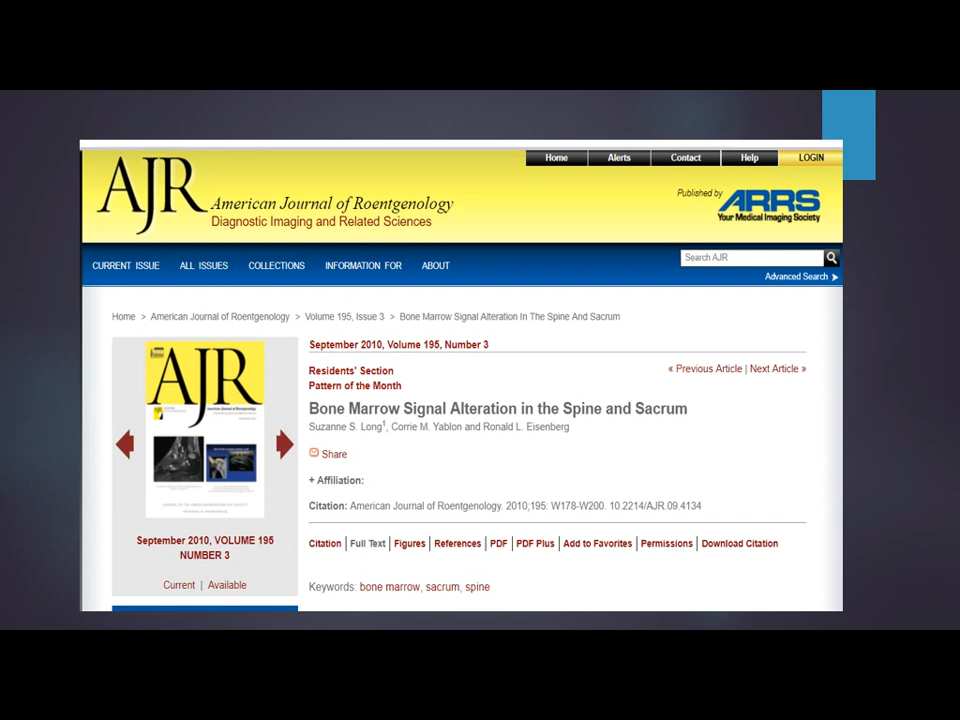 Home Alerts Contact Help LOGIN
AJR American Journal of Roentgenology
Diagnostic Imaging and Related Sciences
Published by ARRS
Your Medical Imaging Society
CURRENT ISSUE ALL ISSUES COLLECTIONS INFORMATION FOR ABOUT
Search AJR
Advanced Search
Home > American Journal of Roentgenology > Volume 195, Issue 3 > Bone Marrow Signal Alteration In The Spine And Sacrum
AJR
American Journal of Roentgenology
September 2010, VOLUME 195
NUMBER 3
Current | Available
September 2010, Volume 195, Number 3
Residents' Section
« Previous Article | Next Article »
Pattern of the Month
Bone Marrow Signal Alteration in the Spine and Sacrum
Suzanne S. Long1, Corrie M. Yablon and Ronald L. Eisenberg
Share
+ Affiliation:
Citation: American Journal of Roentgenology. 2010;195: W178-W200. 10.2214/AJR.09.4134
Citation | Full Text | Figures | References | PDF | PDF Plus | Add to Favorites | Permissions | Download Citation
Keywords: bone marrow, sacrum, spine